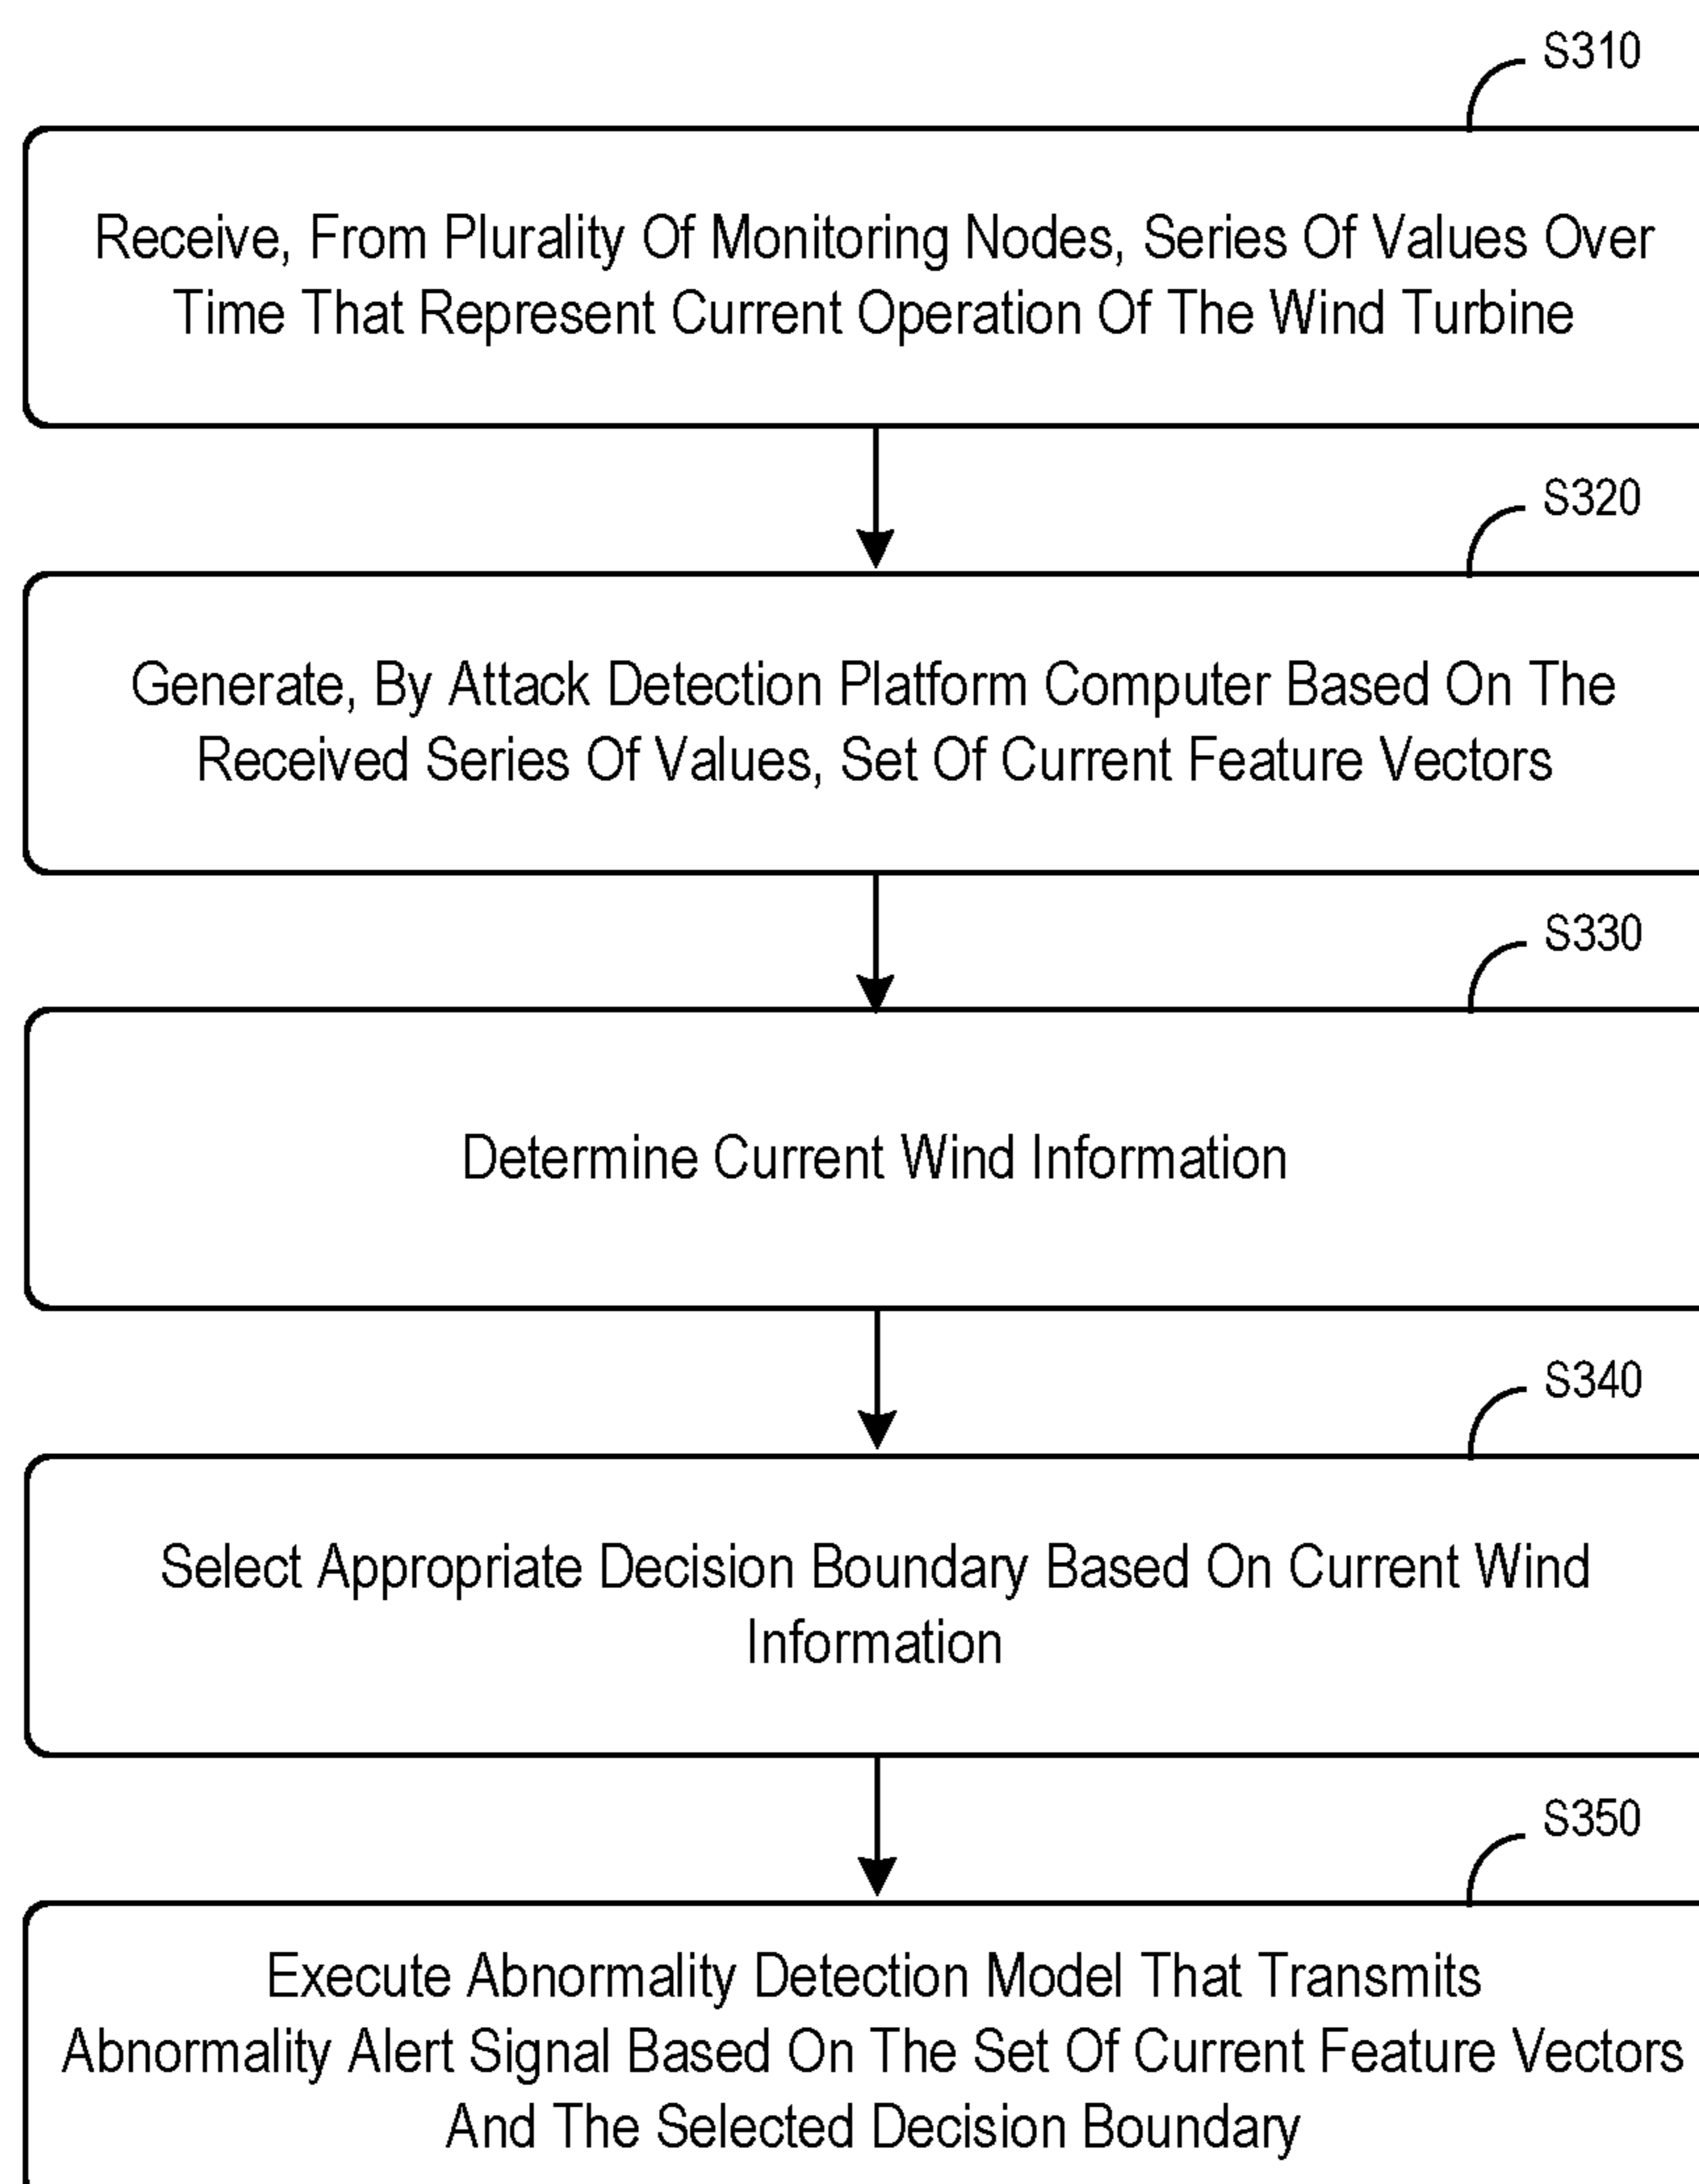 S310
Receive, From Plurality Of Monitoring Nodes, Series Of Values Over
Time That Represent Current Operation Of The Wind Turbine
S320
Generate, By Attack Detection Platform Computer Based On The
Received Series Of Values, Set Of Current Feature Vectors
S330
Determine Current Wind Information
S340
Select Appropriate Decision Boundary Based On Current Wind
Information
S350
Execute Abnormality Detection Model That Transmits
Abnormality Alert Signal Based On The Set Of Current Feature Vectors
And The Selected Decision Boundary